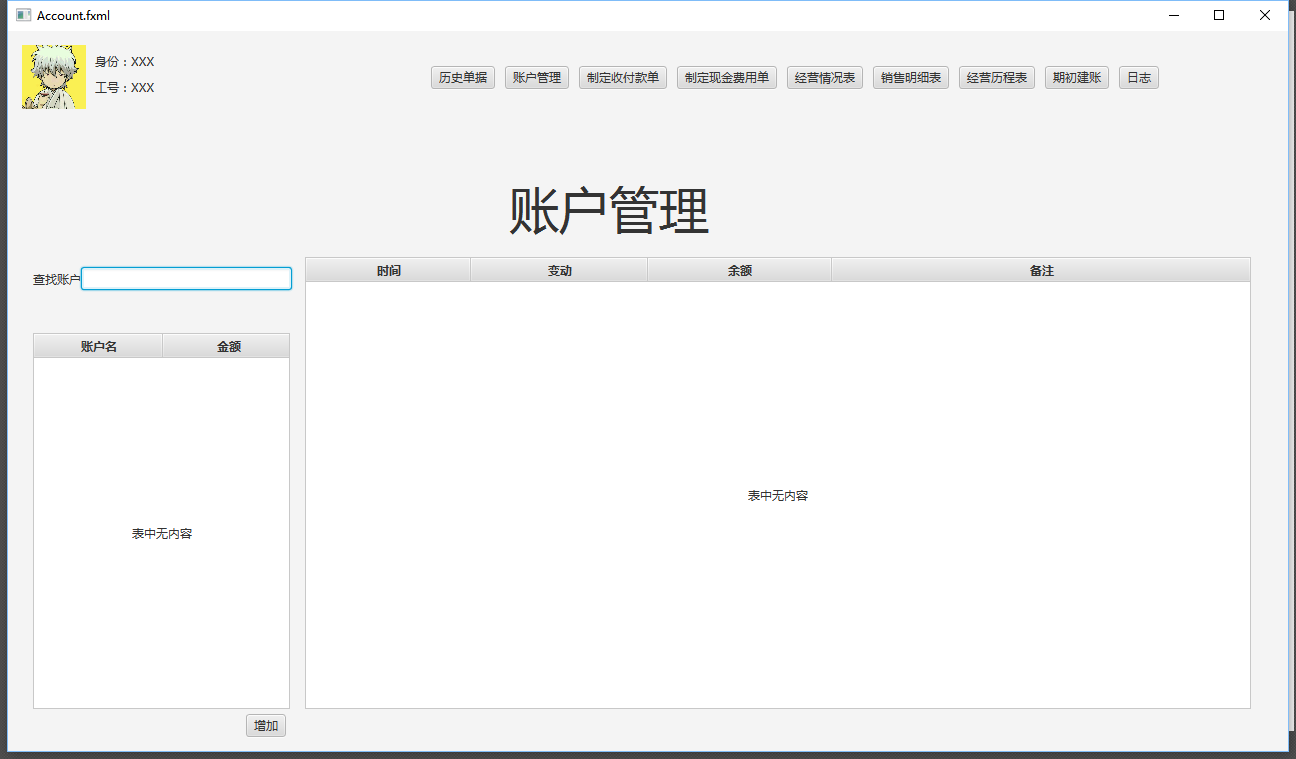 Account.fxml
身份：XXX
工号：XXX
历史单据 账户管理 制定收付款单 制定现金费用单 经营情况表 销售明细表 经营历程表 期初建账 日志
账户管理
查找账户
时间 变动 余额 备注
账户名 金额
表中无内容
表中无内容
增加